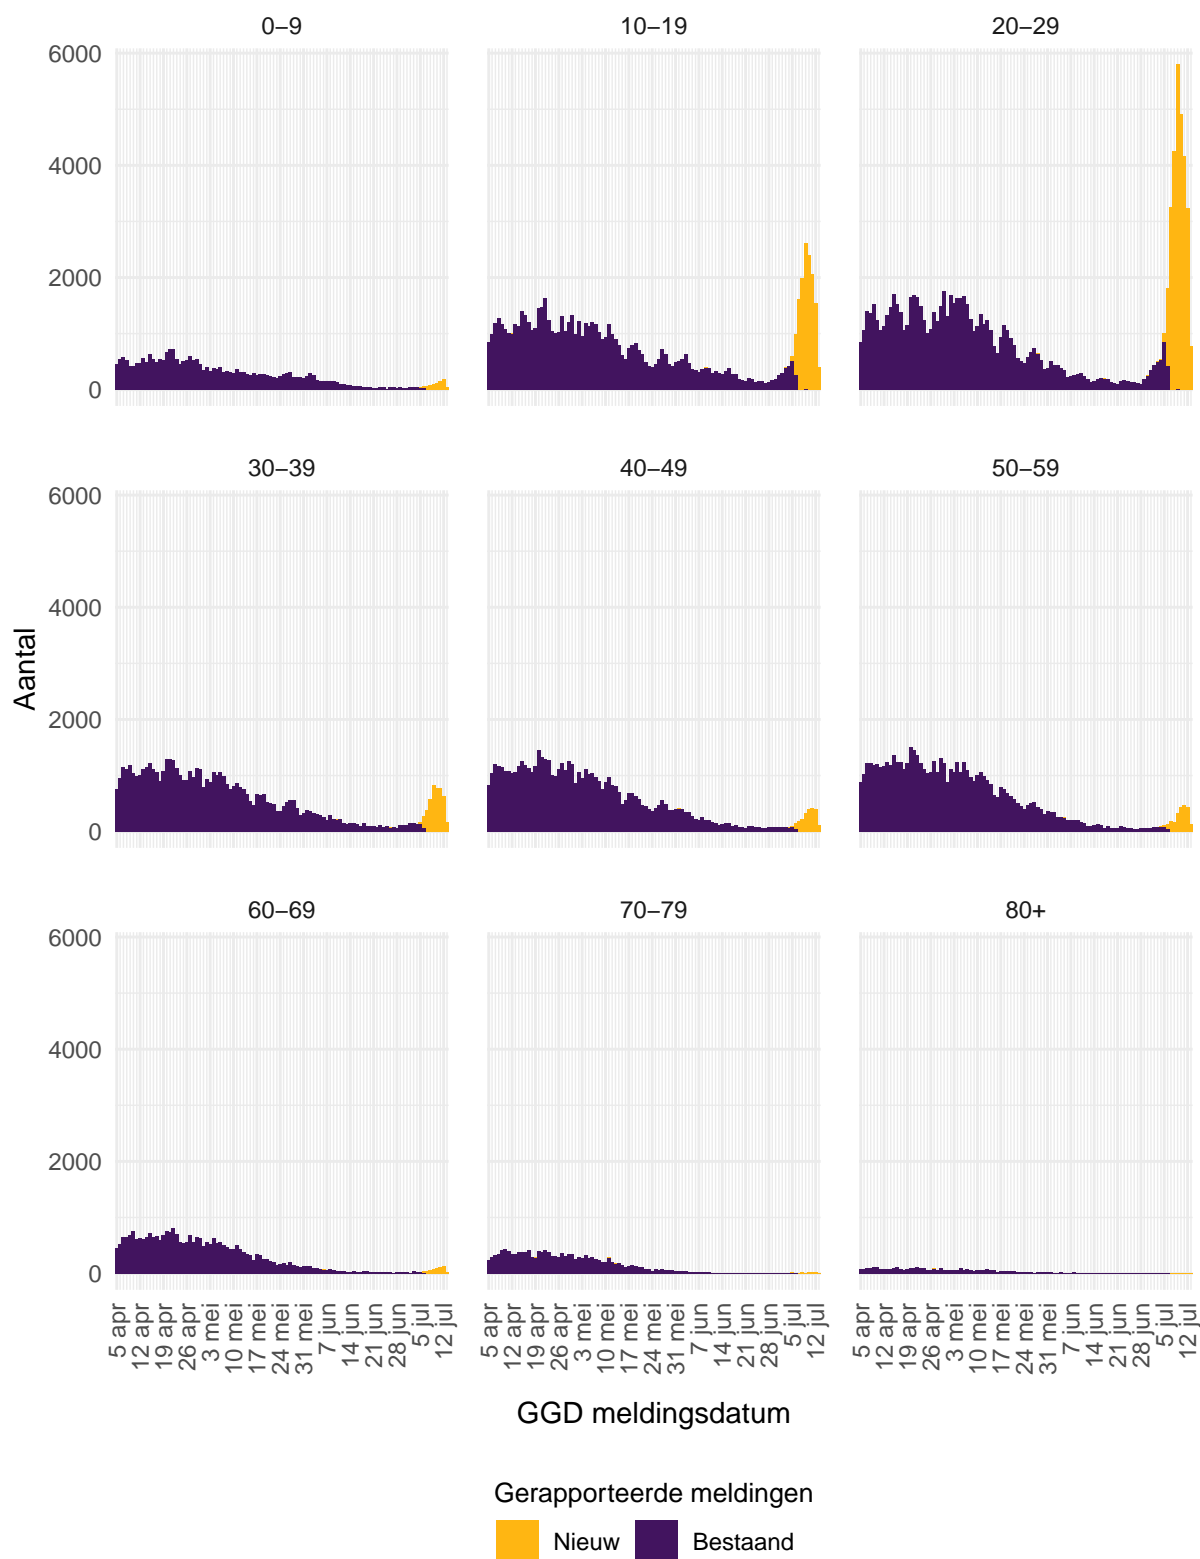 0–9 10–19 20–29
6000
4000
2000
0
30–39 40–49 50–59
6000
4000
2000
0
60–69 70–79 80+
6000
4000
2000
0
Aantal
5 apr 12 apr 19 apr 26 apr 3 mei 10 mei 17 mei 24 mei 31 mei 7 jun 14 jun 21 jun 28 jun 5 jul 12 jul
5 apr 12 apr 19 apr 26 apr 3 mei 10 mei 17 mei 24 mei 31 mei 7 jun 14 jun 21 jun 28 jun 5 jul 12 jul
5 apr 12 apr 19 apr 26 apr 3 mei 10 mei 17 mei 24 mei 31 mei 7 jun 14 jun 21 jun 28 jun 5 jul 12 jul
GGD meldingsdatum
Gerapporteerde meldingen
Nieuw Bestaand